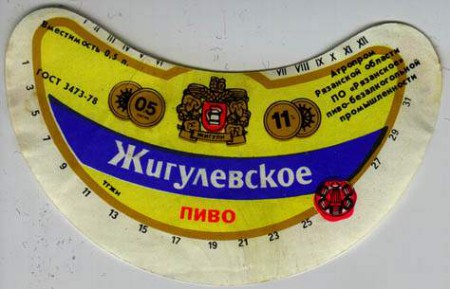 Вместимость 0,5 л.
I II III IV V VI
VII VIII IX X XI XII
Агропром
Рязанской области
ПО «Рязанское»
пиво-безалкогольной
промышленности
ГОСТ 3473-78
05
11
ЖИГУЛИ
Жигулевское
ПИВО
1 3 5 7 9 11 13 15 17 19 21 23 25 27 29 31